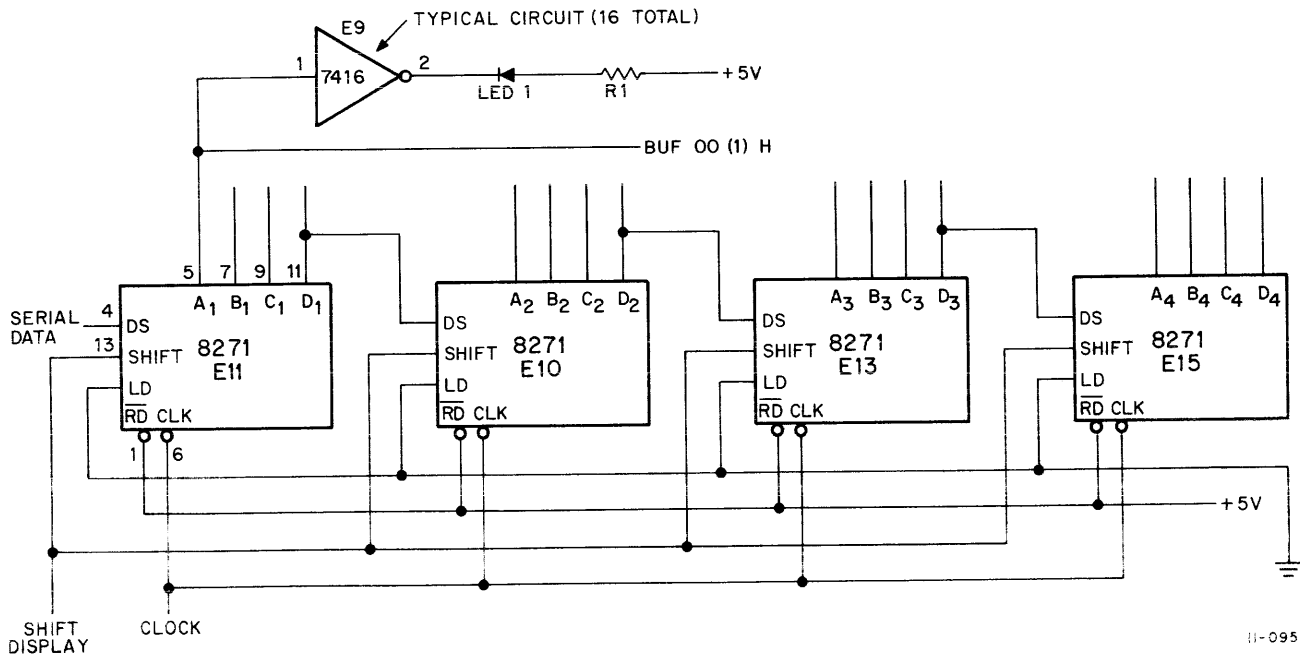 TYPICAL CIRCUIT (16 TOTAL)
E9
1 7416 2
LED 1
R1
+5V
BUF 00 (1) H
5 7 9 11
A1 B1 C1 D1
A2 B2 C2 D2
A3 B3 C3 D3
A4 B4 C4 D4
SERIAL DATA
4
DS
13
SHIFT
LD
RD CLK
8271
E11
1 6
DS
SHIFT
LD
RD CLK
8271
E10
DS
SHIFT
LD
RD CLK
8271
E13
DS
SHIFT
LD
RD CLK
8271
E15
+5V
SHIFT DISPLAY
CLOCK
11-095